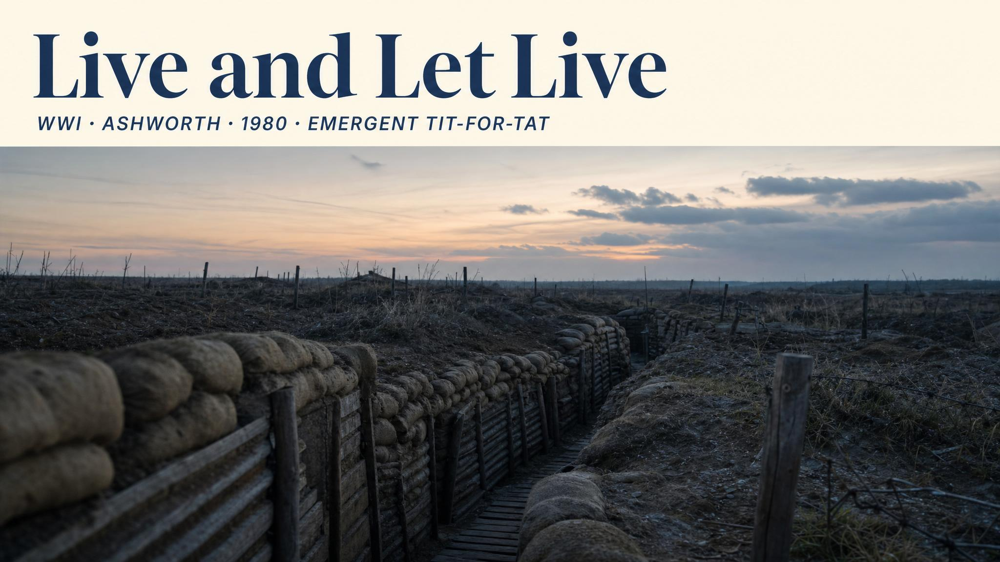 Live and Let Live
WWI · ASHWORTH · 1980 · EMERGENT TIT-FOR-TAT